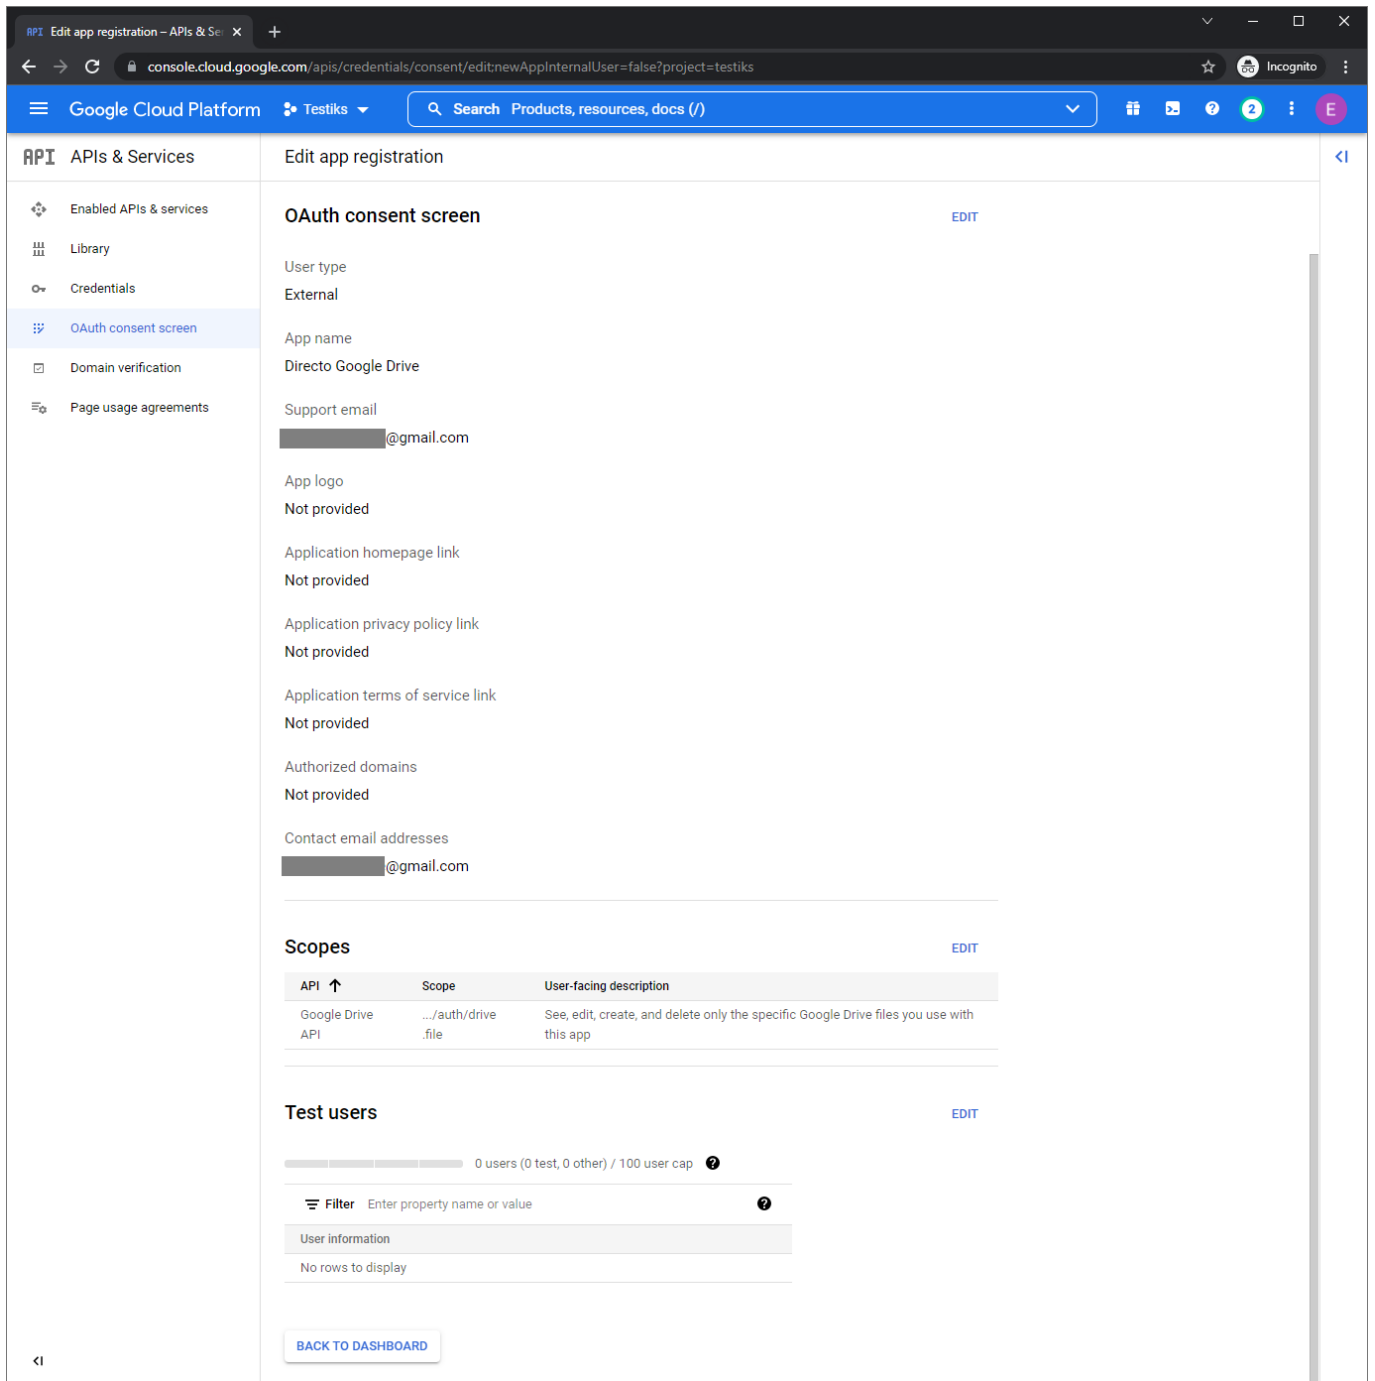 API Edit app registration – APIs & Se
console.cloud.google.com/apis/credentials/consent/edit;newAppInternalUser=false?project=testiks
Incognito
Google Cloud Platform
Testiks
Search Products, resources, docs (/)
2
E
API APIs & Services
Edit app registration
Enabled APIs & services
Library
Credentials
OAuth consent screen
Domain verification
Page usage agreements
OAuth consent screen
EDIT
User type
External
App name
Directo Google Drive
Support email
@gmail.com
App logo
Not provided
Application homepage link
Not provided
Application privacy policy link
Not provided
Application terms of service link
Not provided
Authorized domains
Not provided
Contact email addresses
@gmail.com
Scopes
EDIT
API Scope User-facing description
Google Drive API
.../auth/drive.file
See, edit, create, and delete only the specific Google Drive files you use with
this app
Test users
EDIT
0 users (0 test, 0 other) / 100 user cap
Filter Enter property name or value
User information
No rows to display
BACK TO DASHBOARD